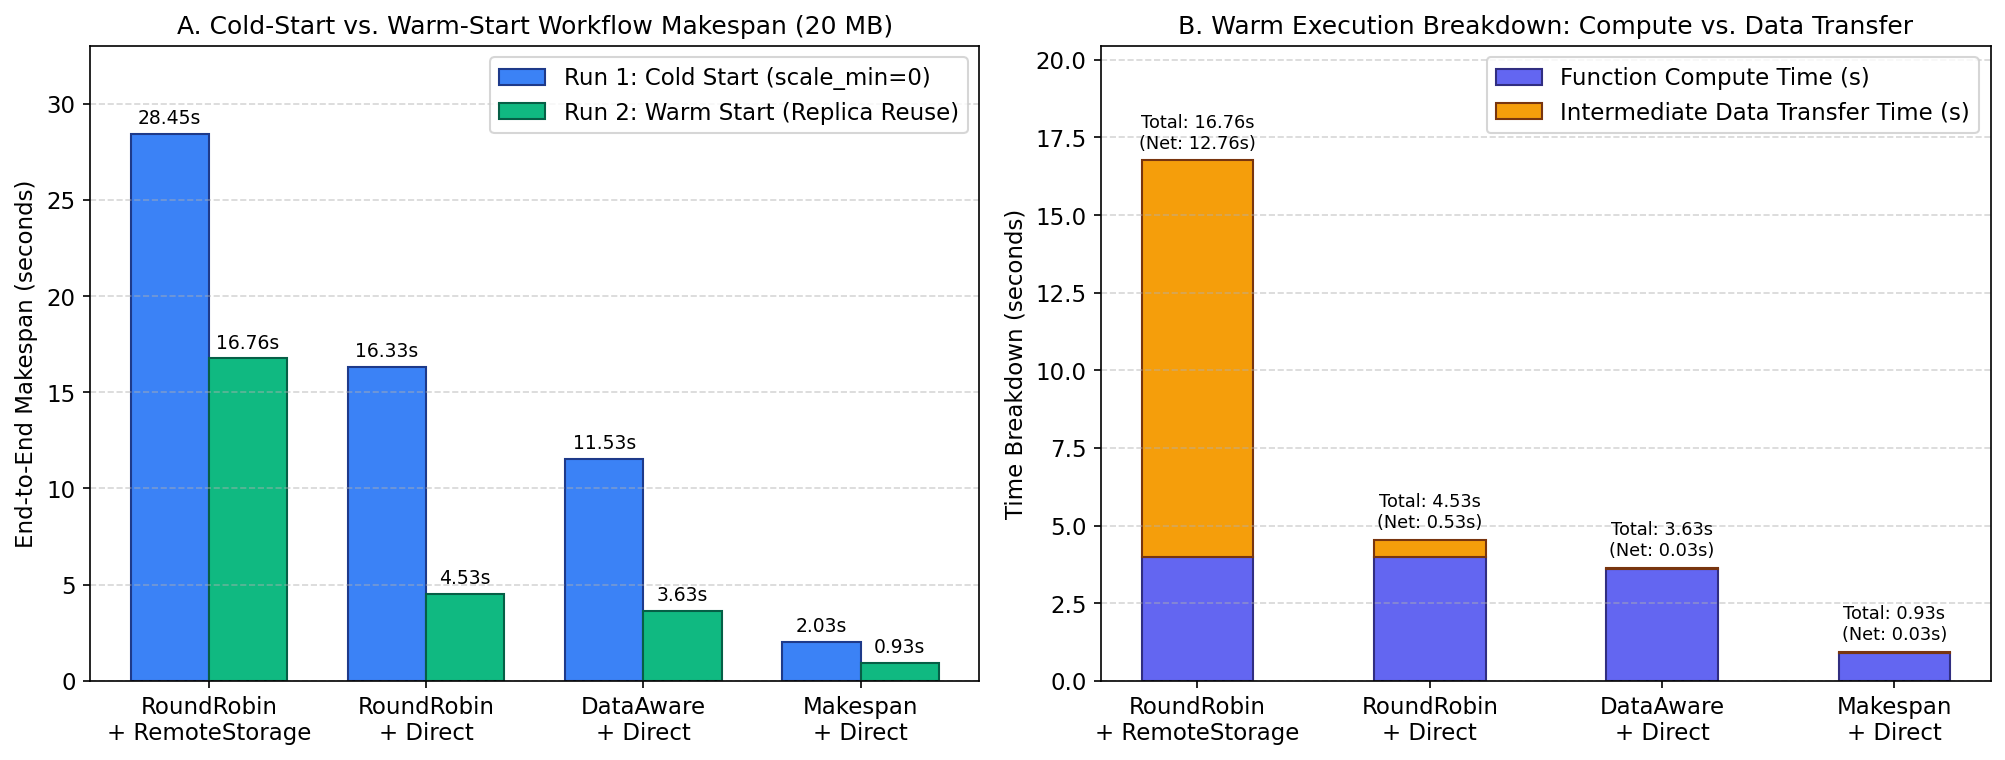 A. Cold-Start vs. Warm-Start Workflow Makespan (20 MB)
End-to-End Makespan (seconds)
30
25
20
15
10
5
0
Run 1: Cold Start (scale_min=0)
Run 2: Warm Start (Replica Reuse)
28.45s
16.76s
16.33s
4.53s
11.53s
3.63s
2.03s
0.93s
RoundRobin
+ RemoteStorage
RoundRobin
+ Direct
DataAware
+ Direct
Makespan
+ Direct
B. Warm Execution Breakdown: Compute vs. Data Transfer
Time Breakdown (seconds)
20.0
17.5
15.0
12.5
10.0
7.5
5.0
2.5
0.0
Function Compute Time (s)
Intermediate Data Transfer Time (s)
Total: 16.76s
(Net: 12.76s)
Total: 4.53s
(Net: 0.53s)
Total: 3.63s
(Net: 0.03s)
Total: 0.93s
(Net: 0.03s)
RoundRobin
+ RemoteStorage
RoundRobin
+ Direct
DataAware
+ Direct
Makespan
+ Direct